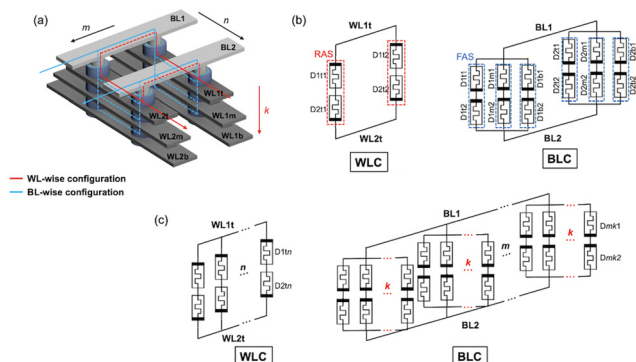 (a)
m
n
BL1
BL2
WL1t
WL1m
WL1b
WL2t
WL2m
WL2b
k
WL-wise configuration
BL-wise configuration
(b)
WL1t
RAS
D1t1
D2t1
D1t2
D2t2
WL2t
WLC
BL1
FAS
D1t1
D1t2
D1m1
D1m2
D1b1
D1b2
D2t1
D2t2
D2m1
D2m2
D2b1
D2b2
BL2
BLC
(c)
WL1t
n
...
D1tn
D2tn
WL2t
WLC
BL1
k
...
k
...
m
...
k
...
Dmk1
Dmk2
BL2
BLC